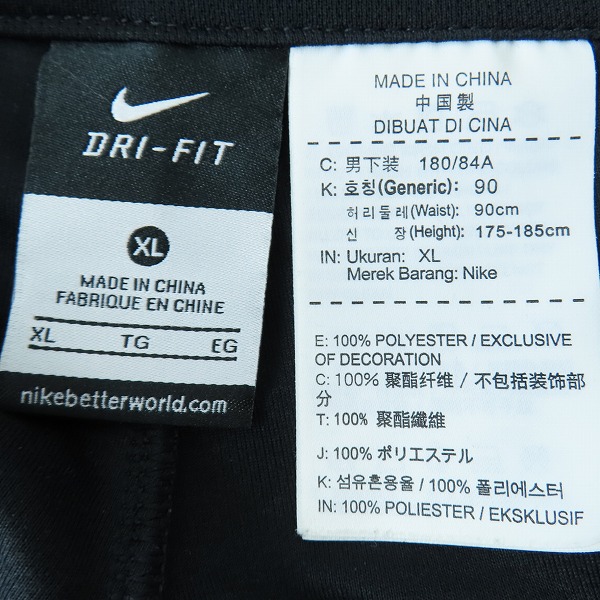 DRI-FIT
XL
MADE IN CHINA
FABRIQUE EN CHINE
XL TG EG
nikebetterworld.com
MADE IN CHINA
中国製
DIBUAT DI CINA
C: 男下装 180/84A
K: 호칭(Generic): 90
허리둘레(Waist): 90cm
신 장(Height): 175-185cm
IN: Ukuran: XL
Merek Barang: Nike
E: 100% POLYESTER / EXCLUSIVE
OF DECORATION
C: 100% 聚酯纤维 / 不包括装饰部
分
T: 100% 聚酯纖維
J: 100% ポリエステル
K: 섬유혼용율 / 100% 폴리에스터
IN: 100% POLIESTER / EKSKLUSIF